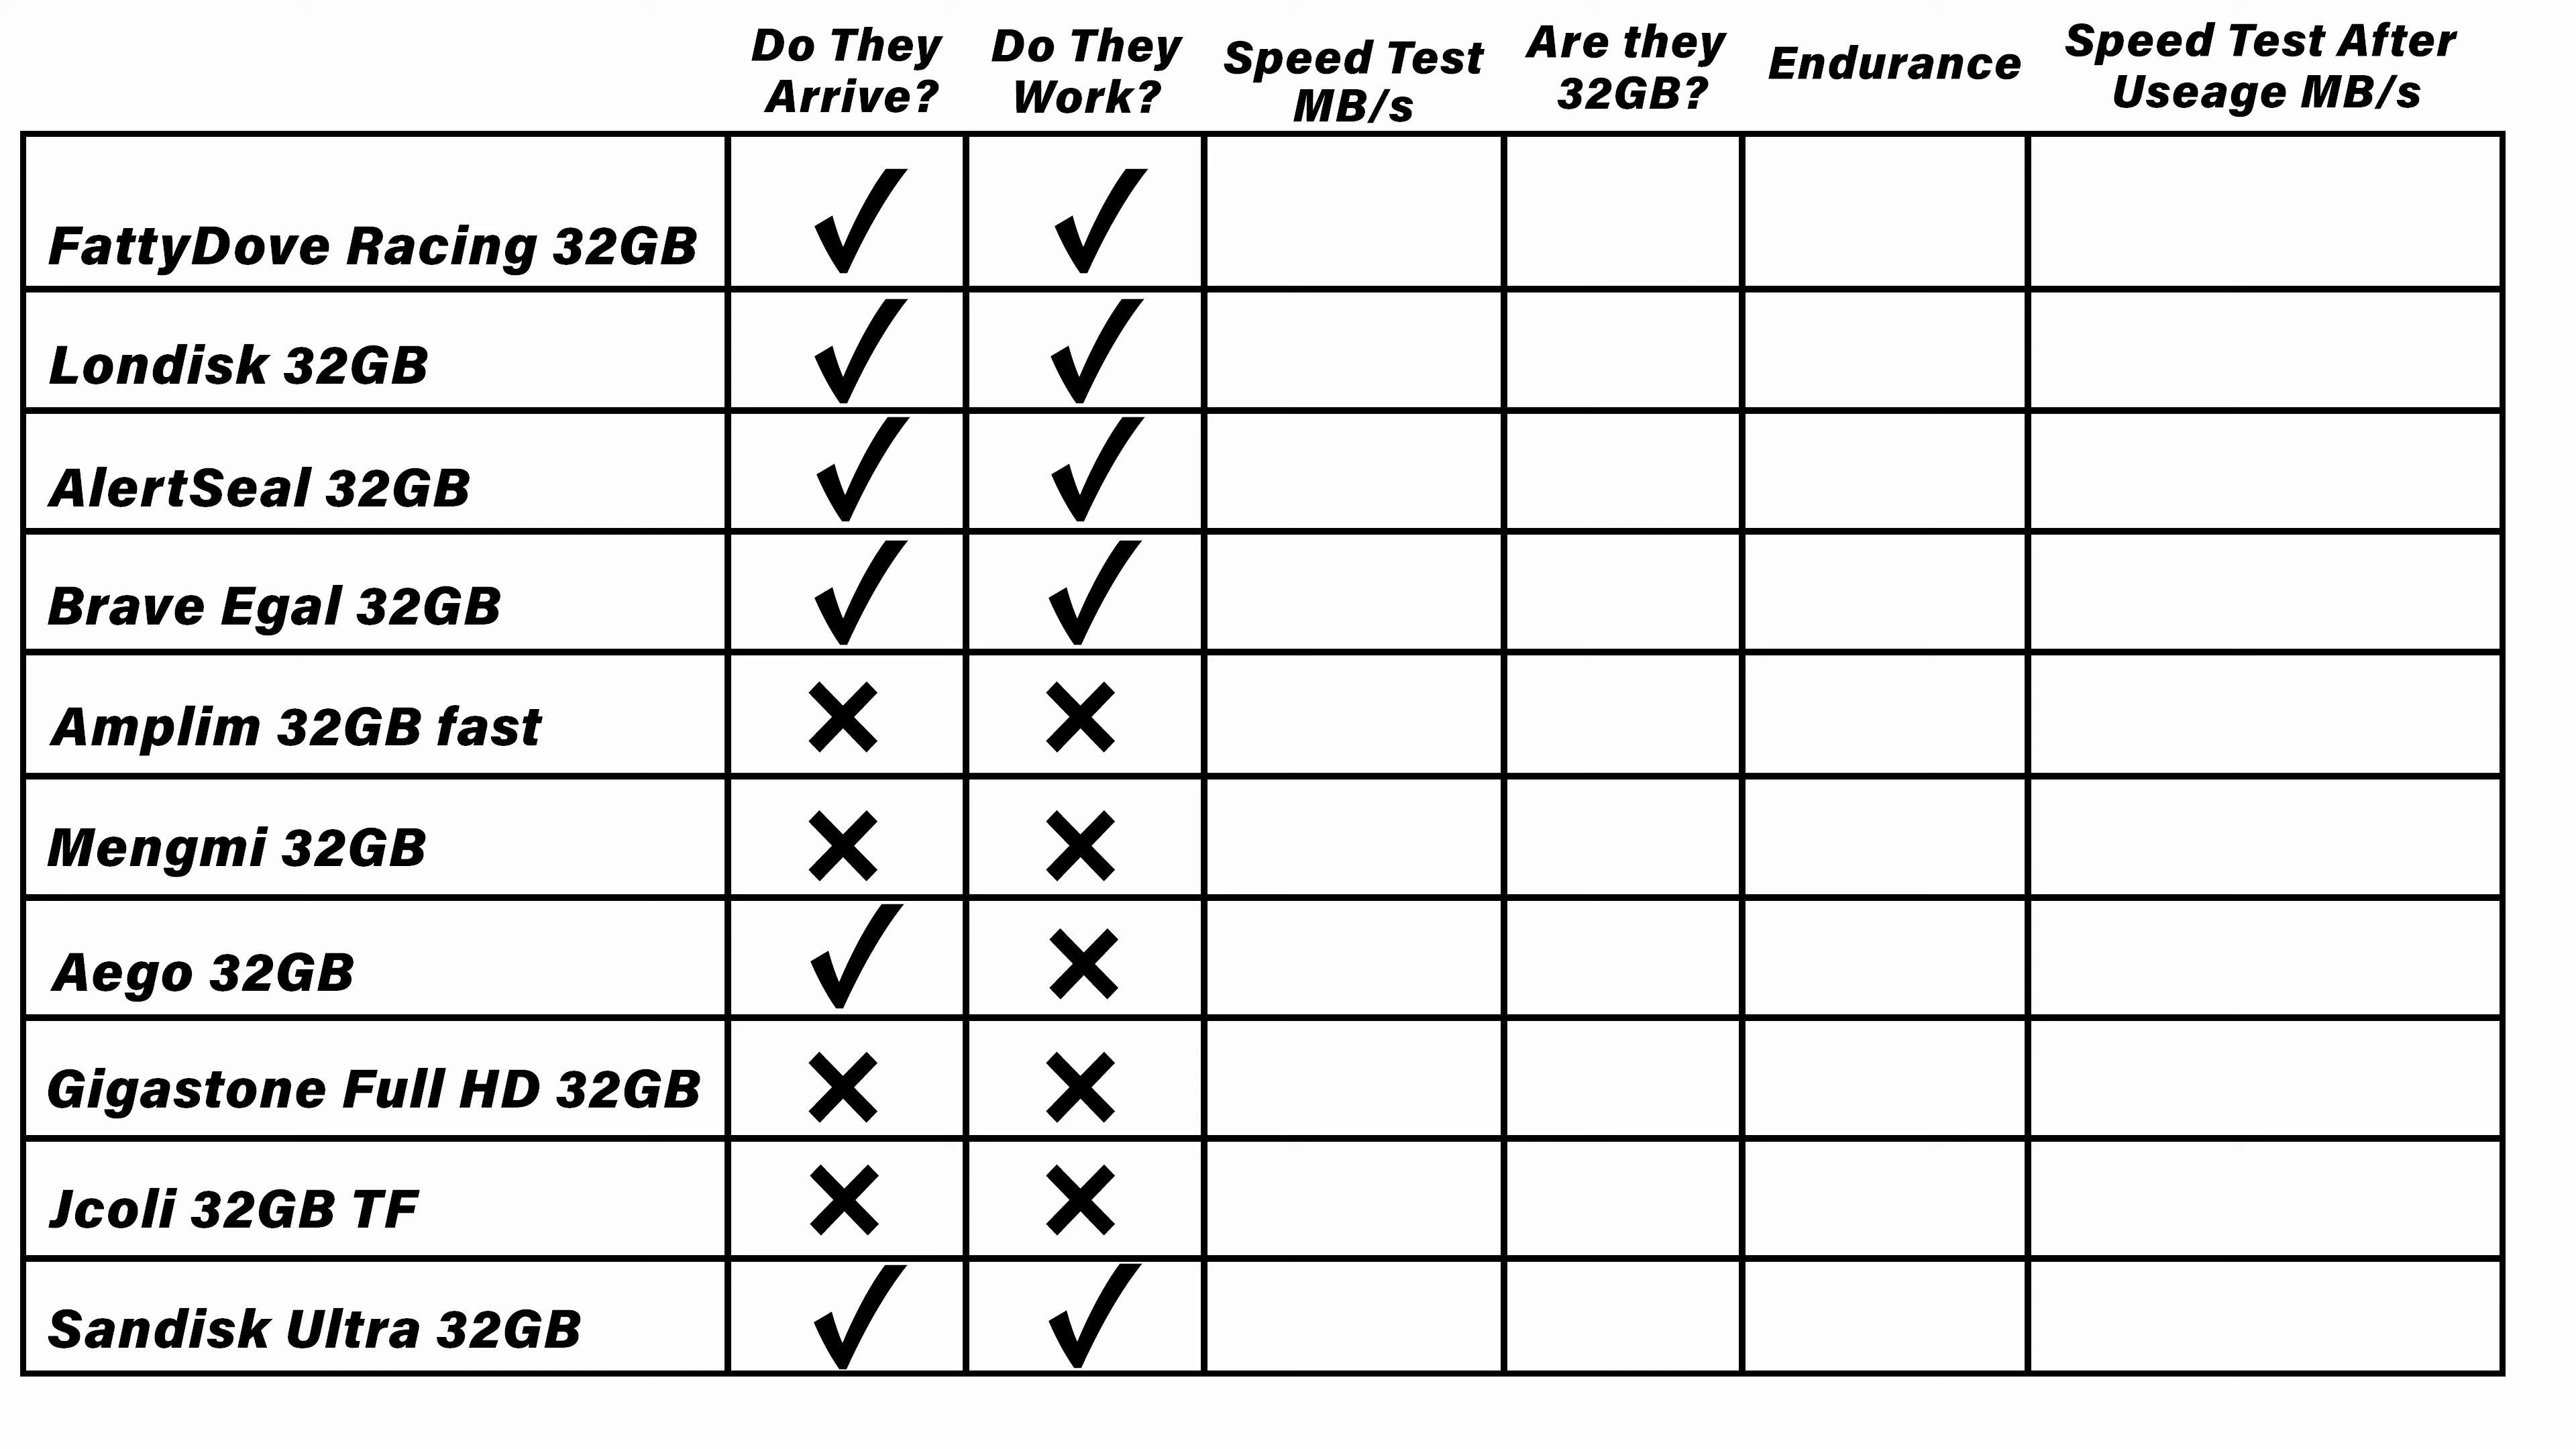 Do They
Arrive?
Do They
Work?
Speed Test
MB/s
Are they
32GB?
Endurance
Speed Test After
Useage MB/s
FattyDove Racing 32GB ✓ ✓
Londisk 32GB ✓ ✓
AlertSeal 32GB ✓ ✓
Brave Egal 32GB ✓ ✓
Amplim 32GB fast ✕ ✕
Mengmi 32GB ✕ ✕
Aego 32GB ✓ ✕
Gigastone Full HD 32GB ✕ ✕
Jcoli 32GB TF ✕ ✕
Sandisk Ultra 32GB ✓ ✓